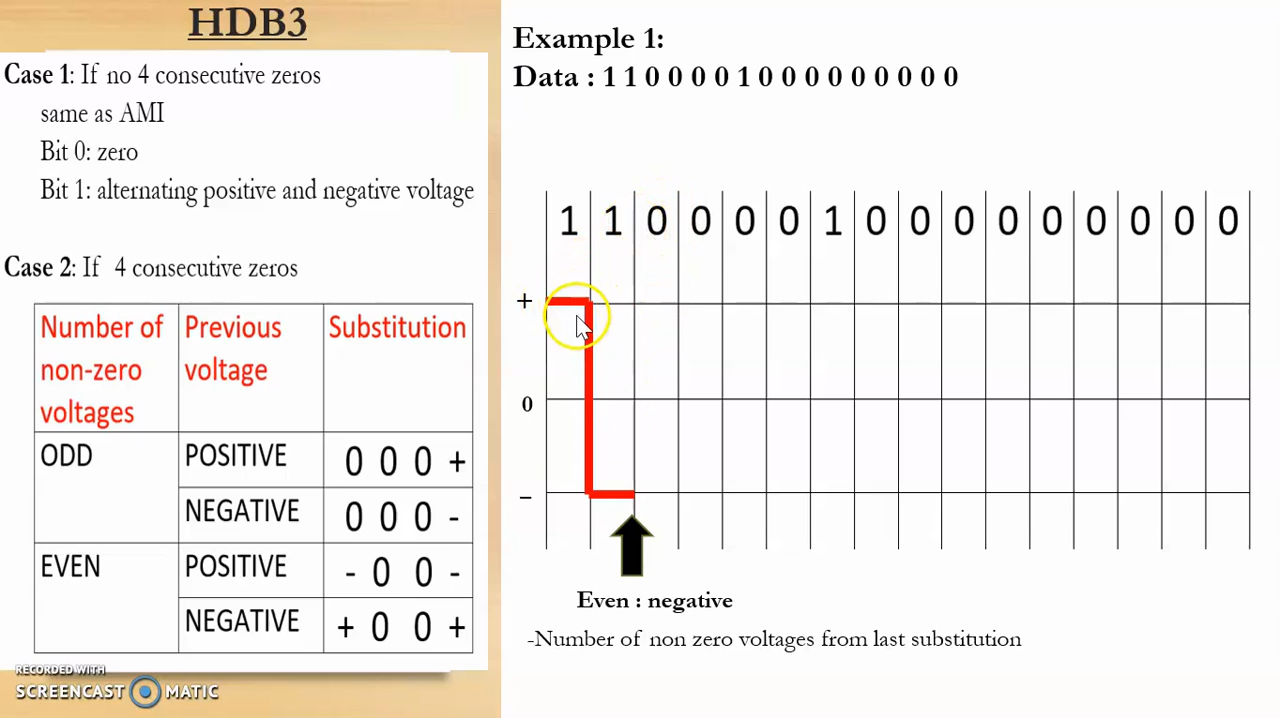 HDB3
Case 1: If no 4 consecutive zeros
same as AMI
Bit 0: zero
Bit 1: alternating positive and negative voltage
Case 2: If 4 consecutive zeros
Number of non-zero voltages
Previous voltage
Substitution
ODD
POSITIVE
0 0 0 +
NEGATIVE
0 0 0 -
EVEN
POSITIVE
- 0 0 -
NEGATIVE
+ 0 0 +
RECORDED WITH
SCREENCAST MATIC
Example 1:
Data : 1 1 0 0 0 0 1 0 0 0 0 0 0 0 0 0
1 1 0 0 0 0 1 0 0 0 0 0 0 0 0 0
+
0
-
Even : negative
-Number of non zero voltages from last substitution